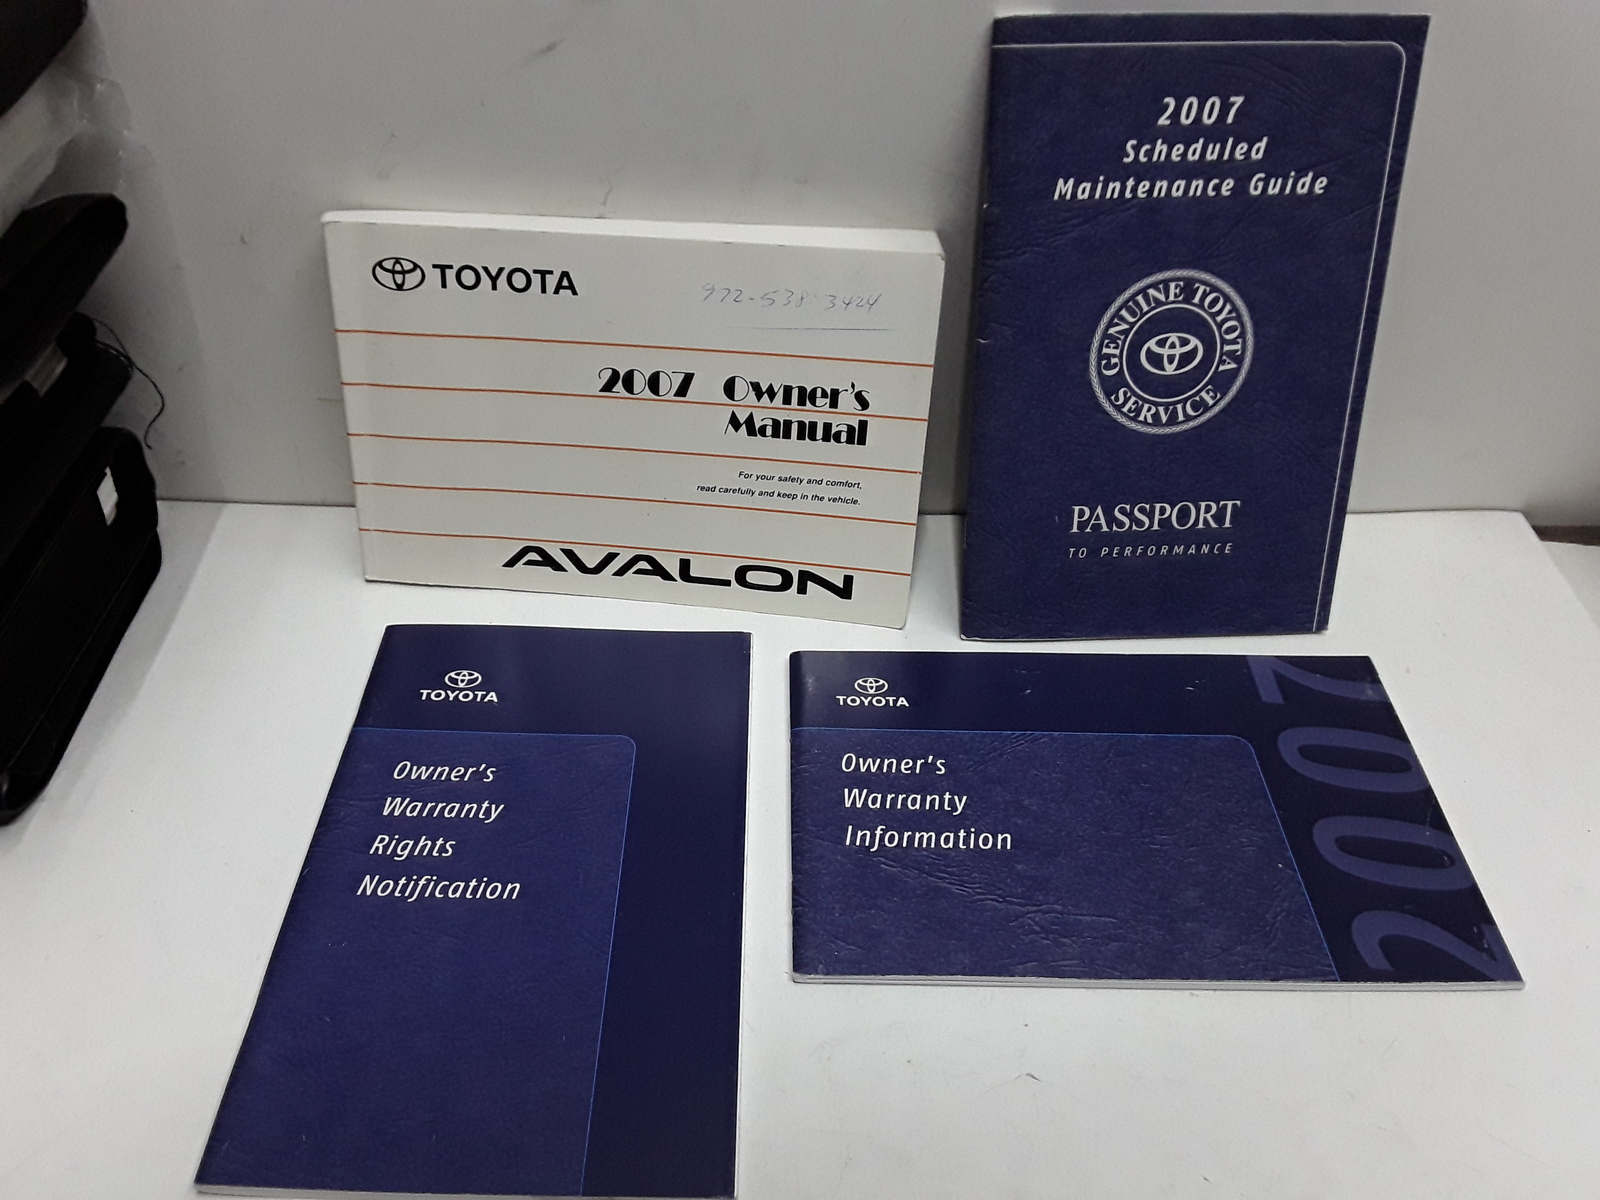 TOYOTA
972-538-3424
2007 Owner's
Manual
For your safety and comfort,
read carefully and keep in the vehicle.
AVALON
2007
Scheduled
Maintenance Guide
GENUINE TOYOTA
SERVICE
PASSPORT
TO PERFORMANCE
TOYOTA
Owner's
Warranty
Rights
Notification
TOYOTA
Owner's
Warranty
Information
2007